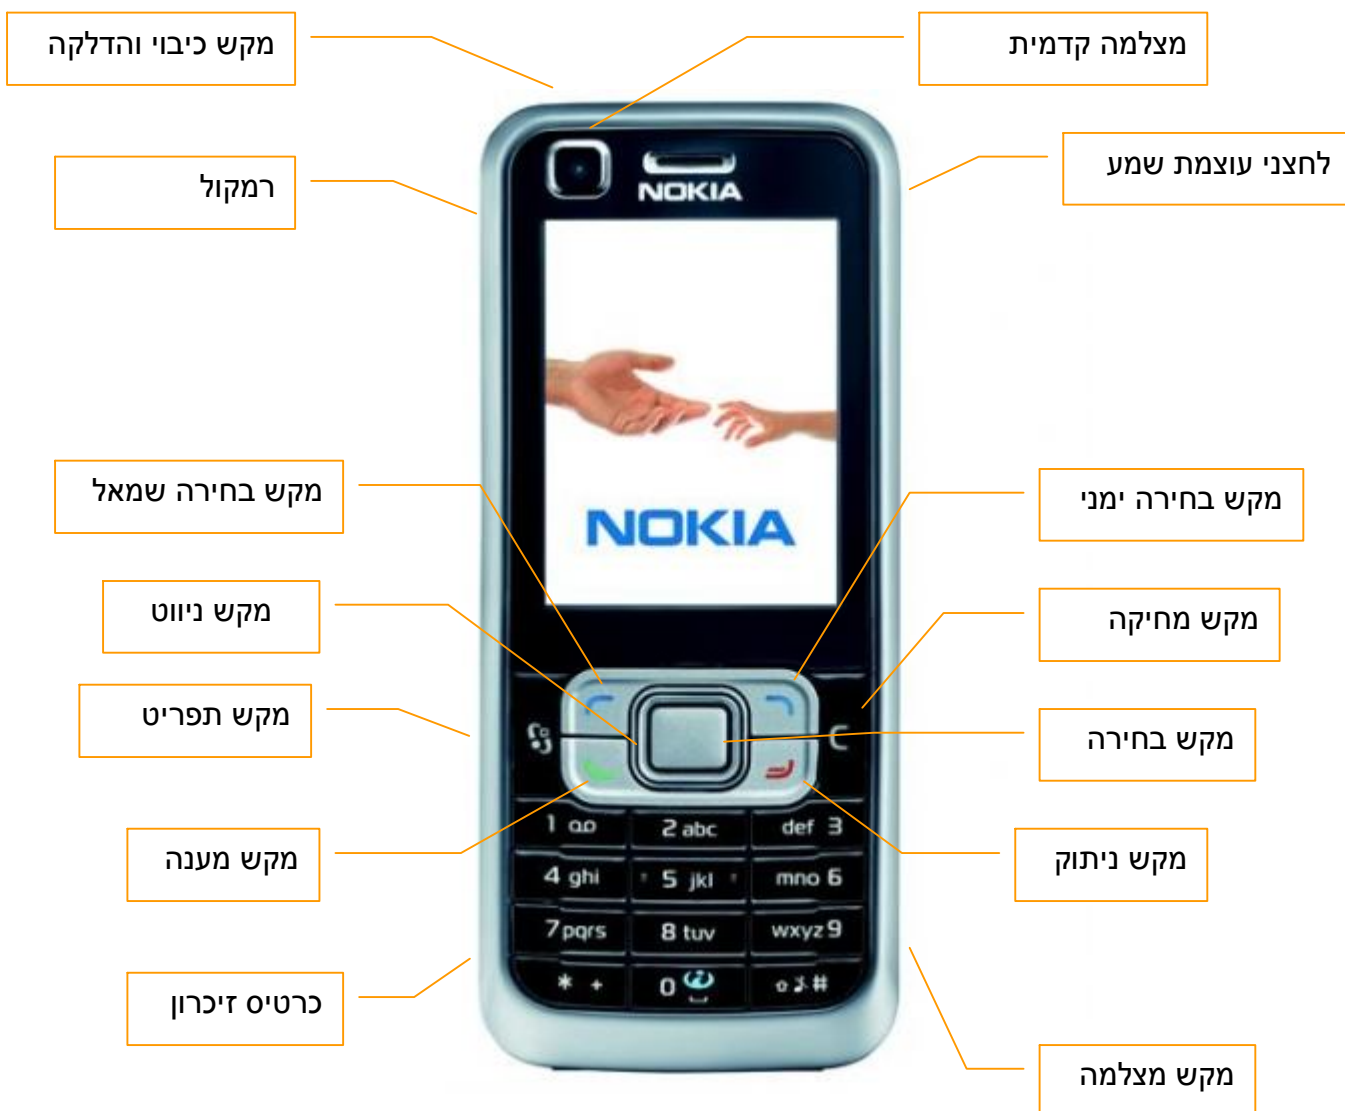 מצלמה קדמית
מקש כיבוי והדלקה
לחצני עוצמת שמע
רמקול
NOKIA
NOKIA
מקש בחירה ימני
מקש בחירה שמאל
מקש מחיקה
מקש ניווט
מקש בחירה
מקש תפריט
C
1
2 abc
def 3
מקש ניתוק
מקש מענה
4 ghi
5 jkl
mno 6
7 pqrs
8 tuv
wxyz 9
* +
0
#
כרטיס זיכרון
מקש מצלמה